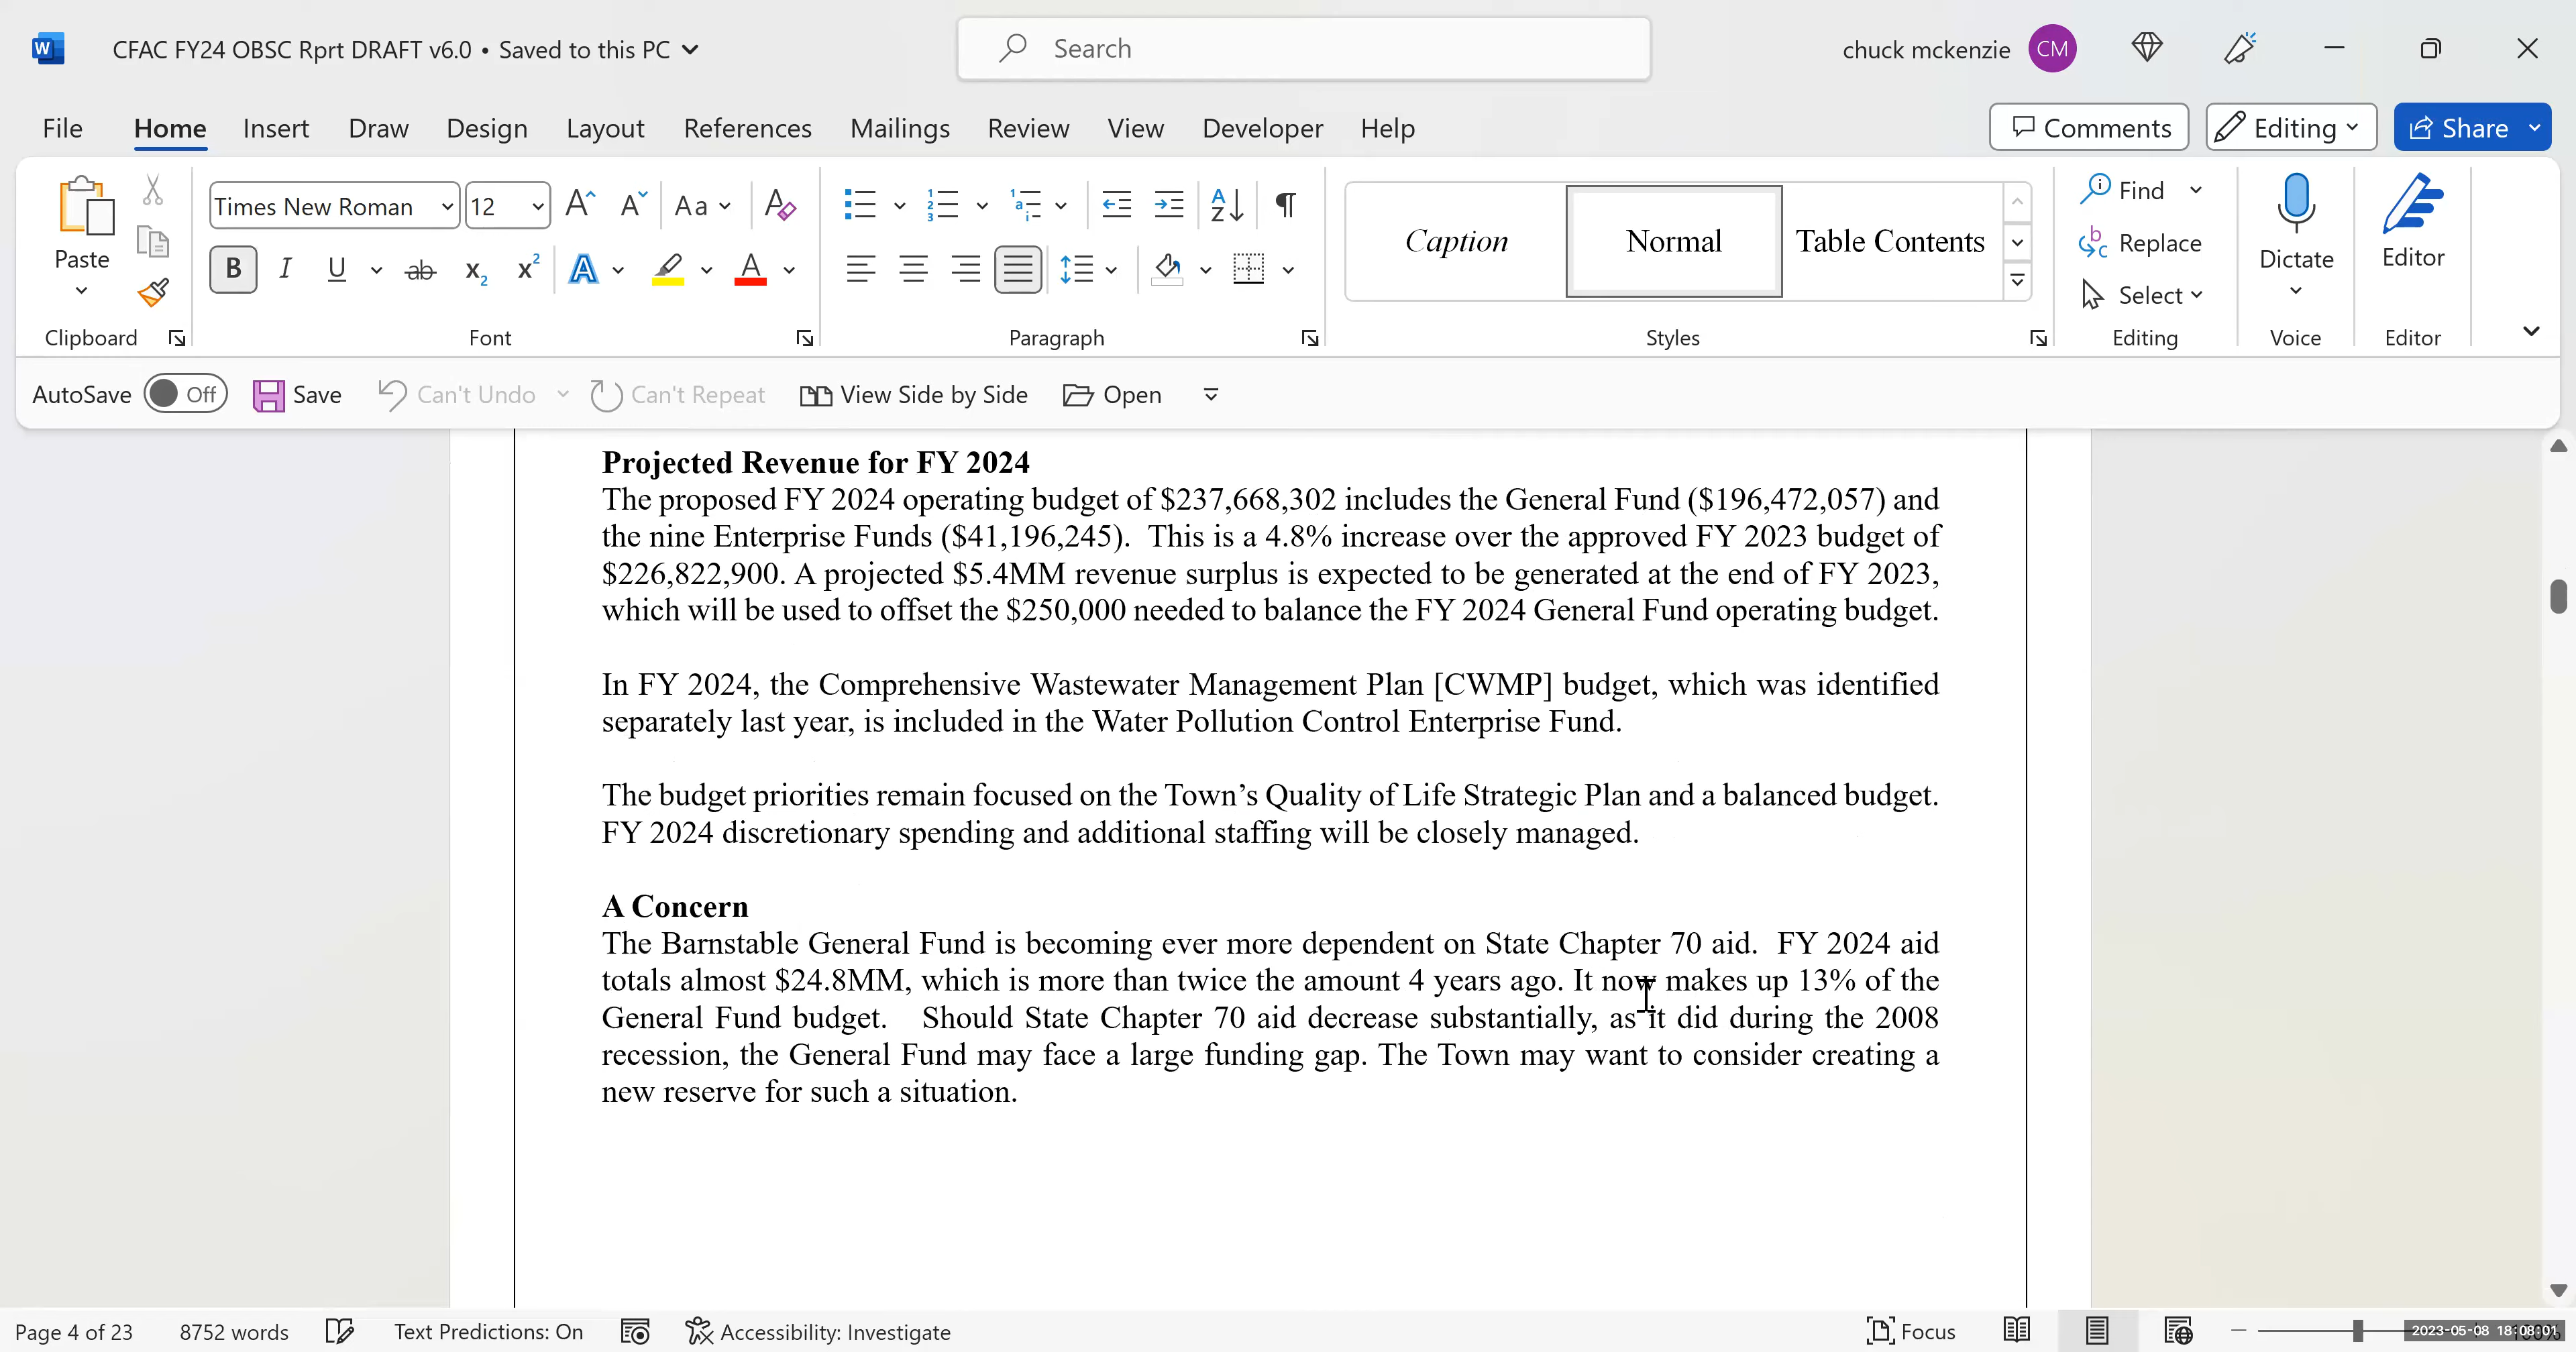 CFAC FY24 OBSC Rprt DRAFT v6.0 • Saved to this PC
Search
chuck mckenzie CM
File Home Insert Draw Design Layout References Mailings Review View Developer Help
Comments Editing Share
Paste
Times New Roman 12
Caption Normal Table Contents
Find
Replace
Select
Dictate
Editor
Clipboard Font Paragraph Styles Editing Voice Editor
AutoSave Off Save Can't Undo Can't Repeat View Side by Side Open
Projected Revenue for FY 2024
The proposed FY 2024 operating budget of $237,668,302 includes the General Fund ($196,472,057) and
the nine Enterprise Funds ($41,196,245).  This is a 4.8% increase over the approved FY 2023 budget of
$226,822,900. A projected $5.4MM revenue surplus is expected to be generated at the end of FY 2023,
which will be used to offset the $250,000 needed to balance the FY 2024 General Fund operating budget.
In FY 2024, the Comprehensive Wastewater Management Plan [CWMP] budget, which was identified
separately last year, is included in the Water Pollution Control Enterprise Fund.
The budget priorities remain focused on the Town’s Quality of Life Strategic Plan and a balanced budget.
FY 2024 discretionary spending and additional staffing will be closely managed.
A Concern
The Barnstable General Fund is becoming ever more dependent on State Chapter 70 aid.  FY 2024 aid
totals almost $24.8MM, which is more than twice the amount 4 years ago. It now makes up 13% of the
General Fund budget.   Should State Chapter 70 aid decrease substantially, as it did during the 2008
recession, the General Fund may face a large funding gap. The Town may want to consider creating a
new reserve for such a situation.
Page 4 of 23 8752 words Text Predictions: On Accessibility: Investigate Focus
2023-05-08 18:08:01